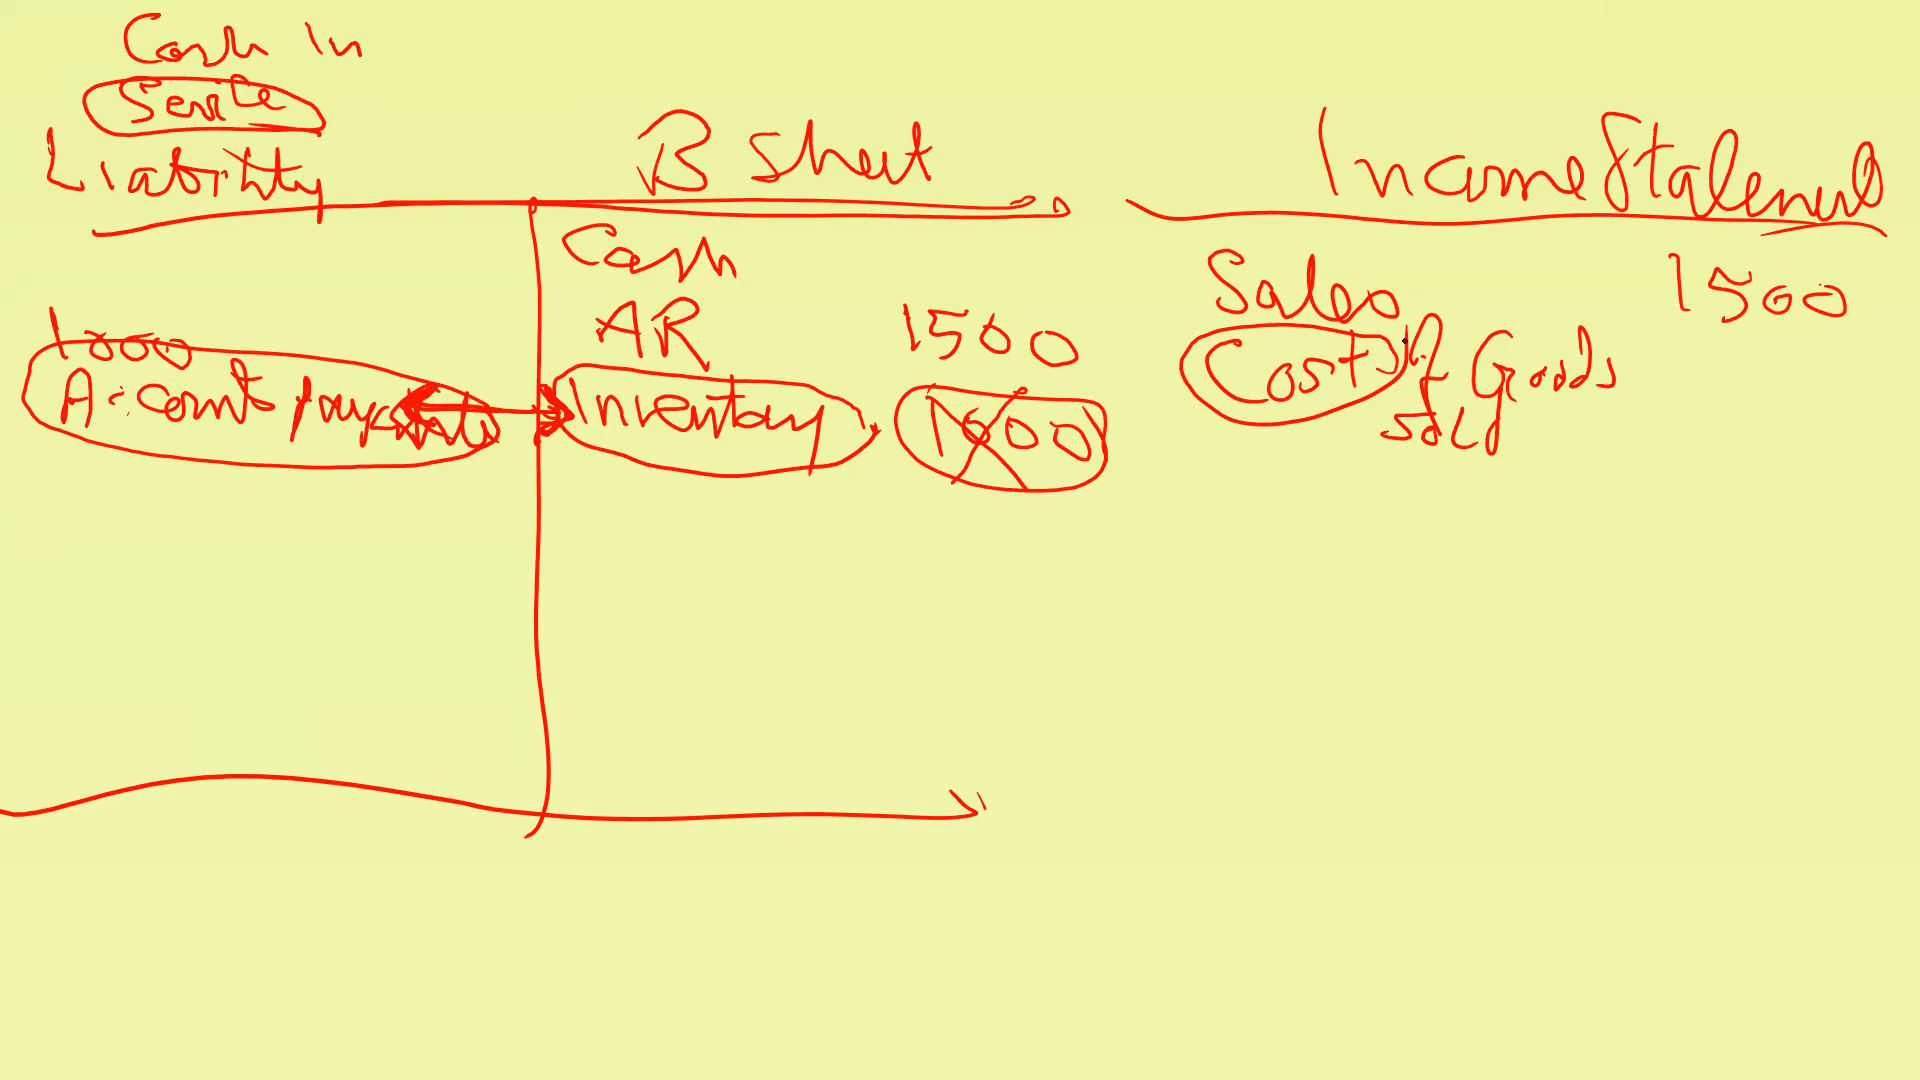 Cash in
Liability
B Sheet
Income Statement
Cash
Sales 1500
1000
AR 1500
Cost of Goods
Sold
Account payable
Inventory 1000